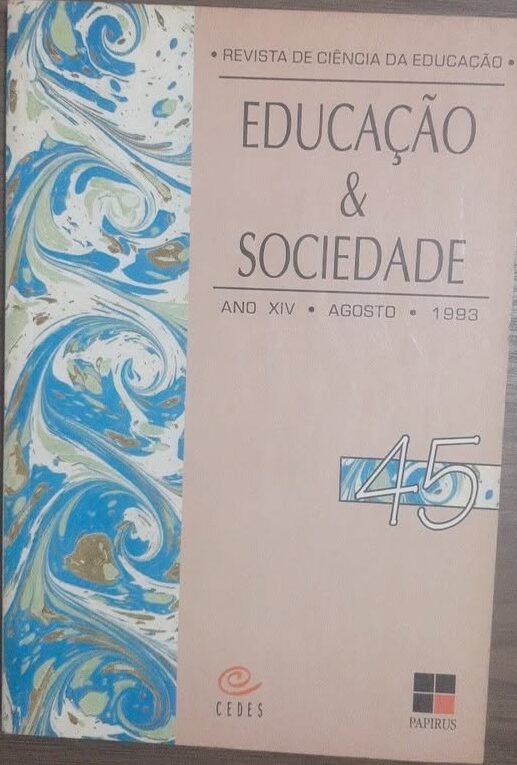 • REVISTA DE CIÊNCIA DA EDUCAÇÃO •
EDUCAÇÃO
&
SOCIEDADE
ANO XIV • AGOSTO • 1993
45
CEDES
PAPIRUS